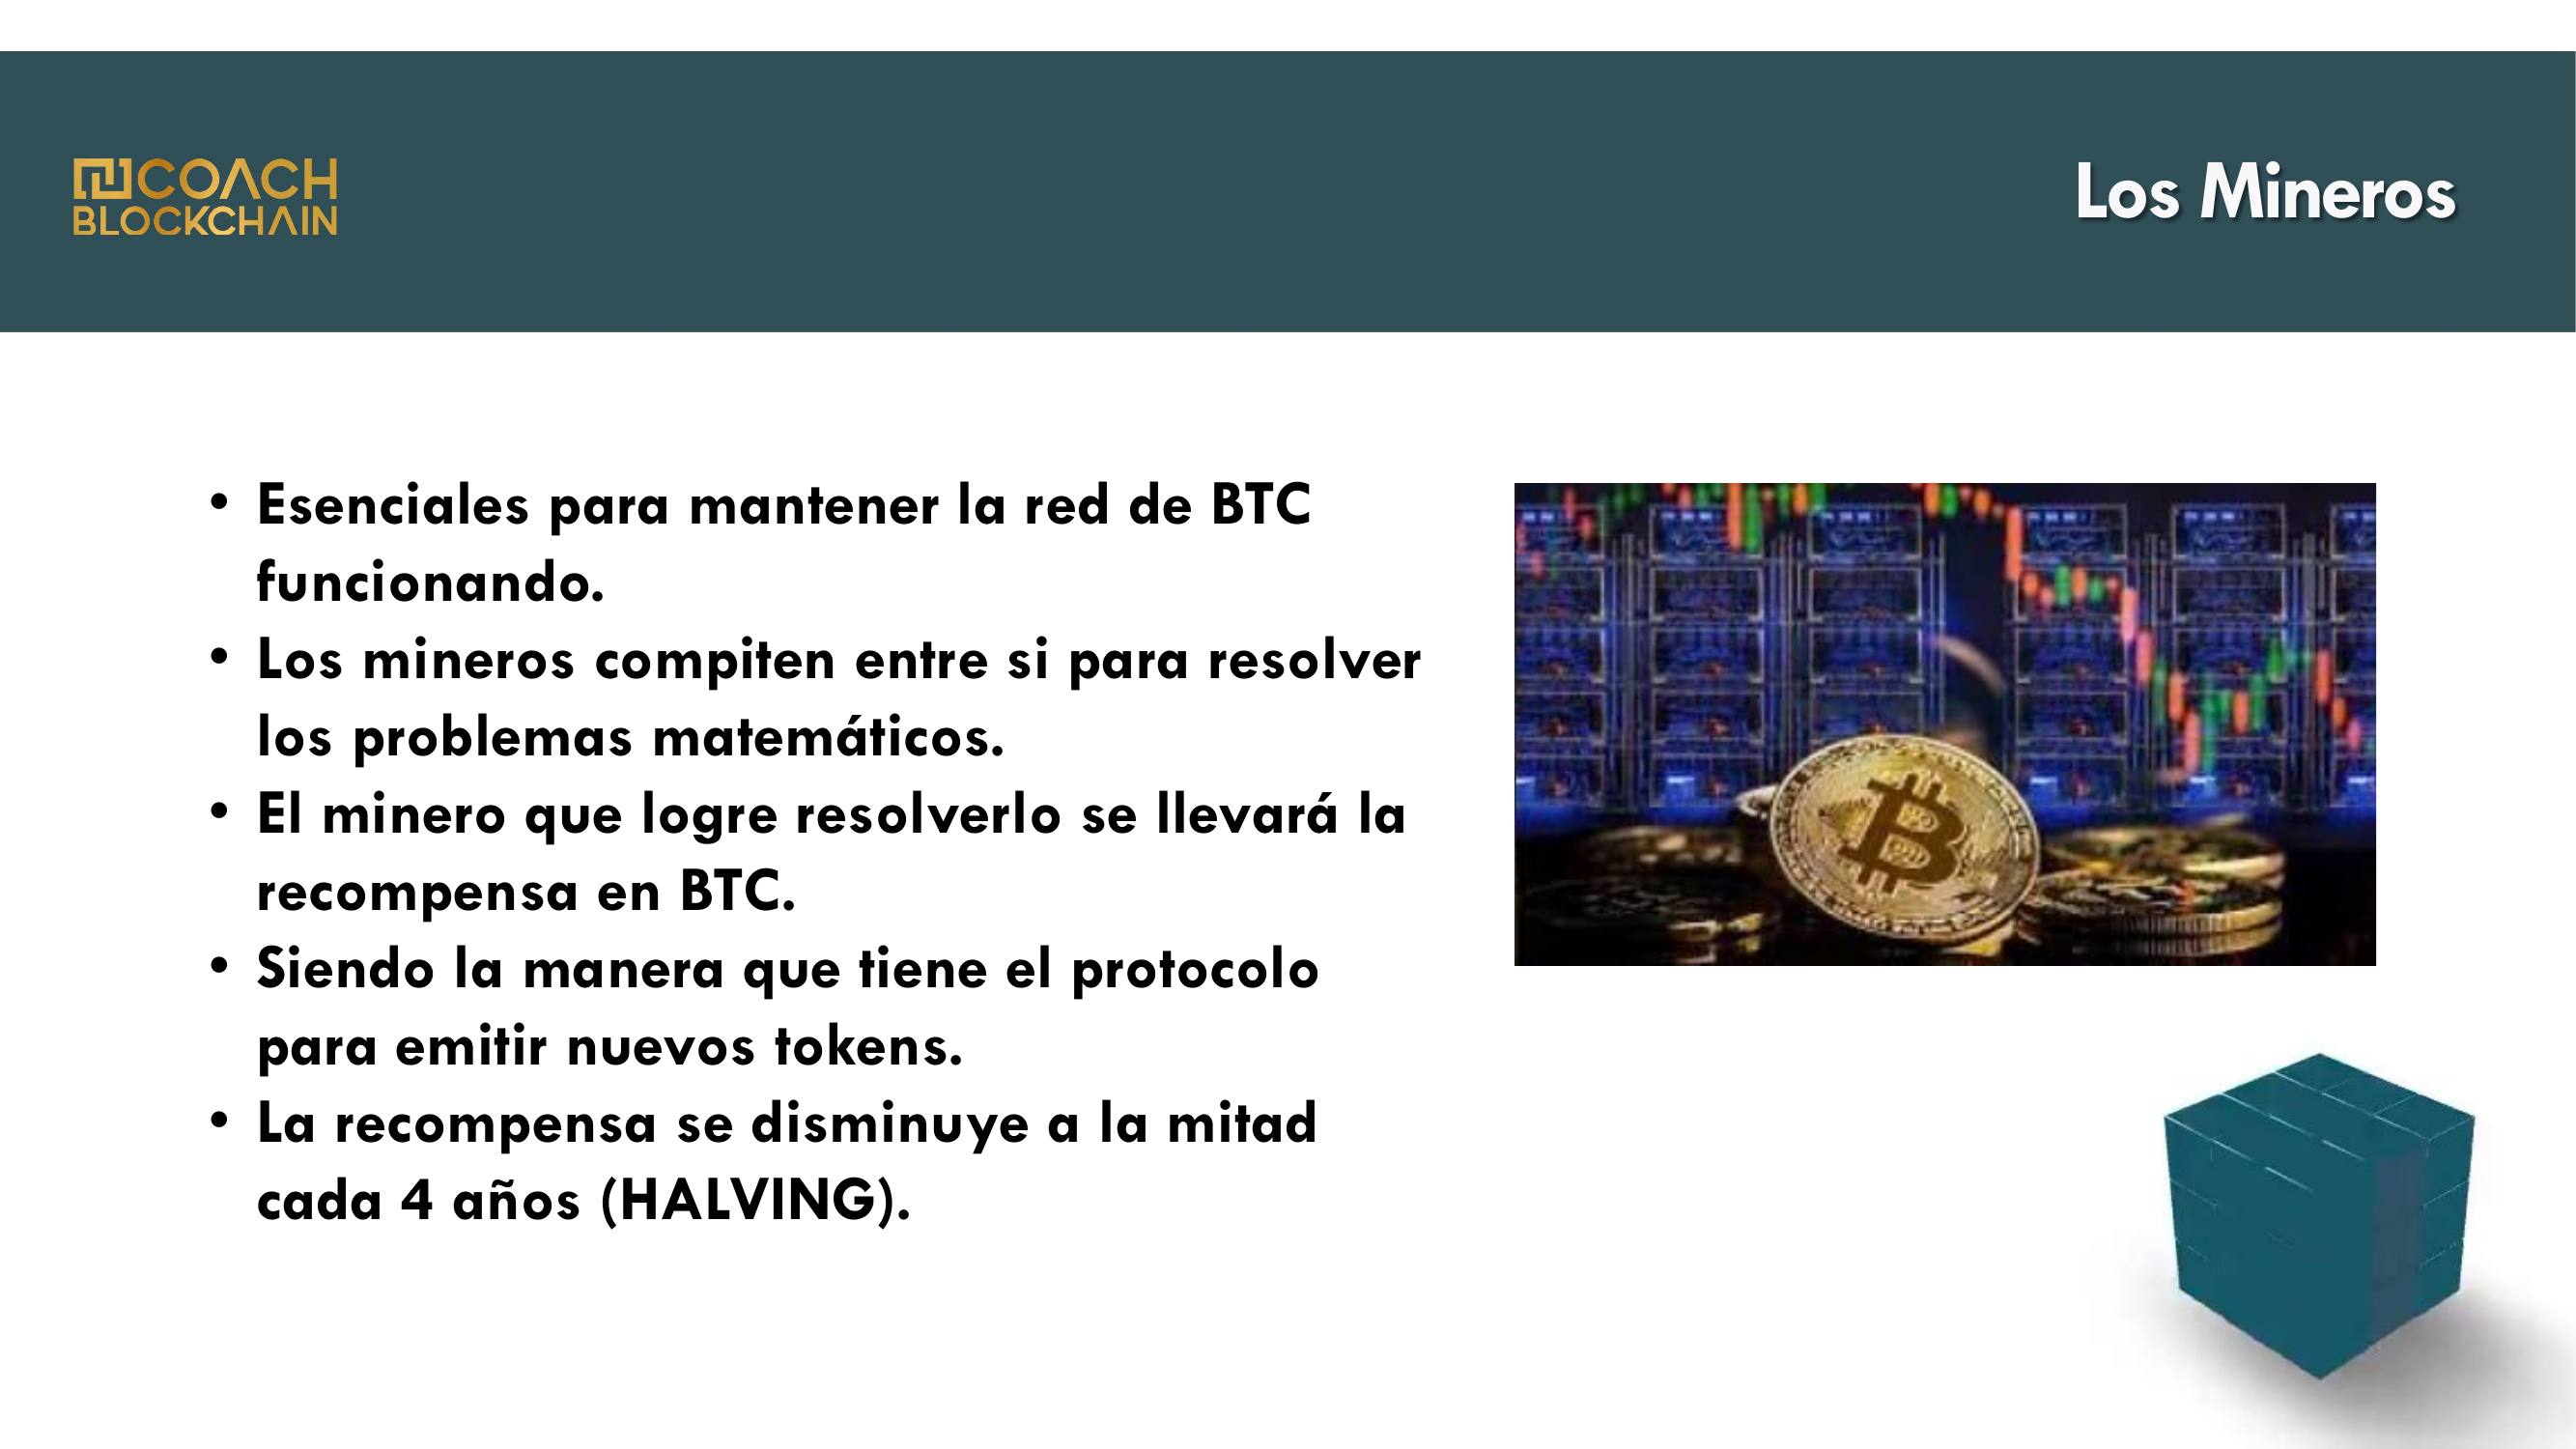 COACH
BLOCKCHAIN
Los Mineros
• Esenciales para mantener la red de BTC
funcionando.
• Los mineros compiten entre si para resolver
los problemas matemáticos.
• El minero que logre resolverlo se llevará la
recompensa en BTC.
• Siendo la manera que tiene el protocolo
para emitir nuevos tokens.
• La recompensa se disminuye a la mitad
cada 4 años (HALVING).